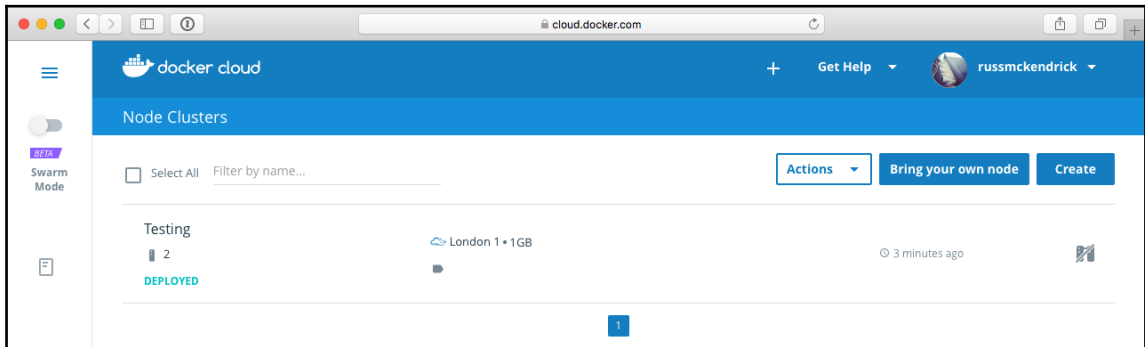 cloud.docker.com
docker cloud
+ Get Help russmckendrick
Node Clusters
BETA
Swarm
Mode
Select All Filter by name... Actions Bring your own node Create
Testing
2 London 1 • 1GB 3 minutes ago
DEPLOYED
1